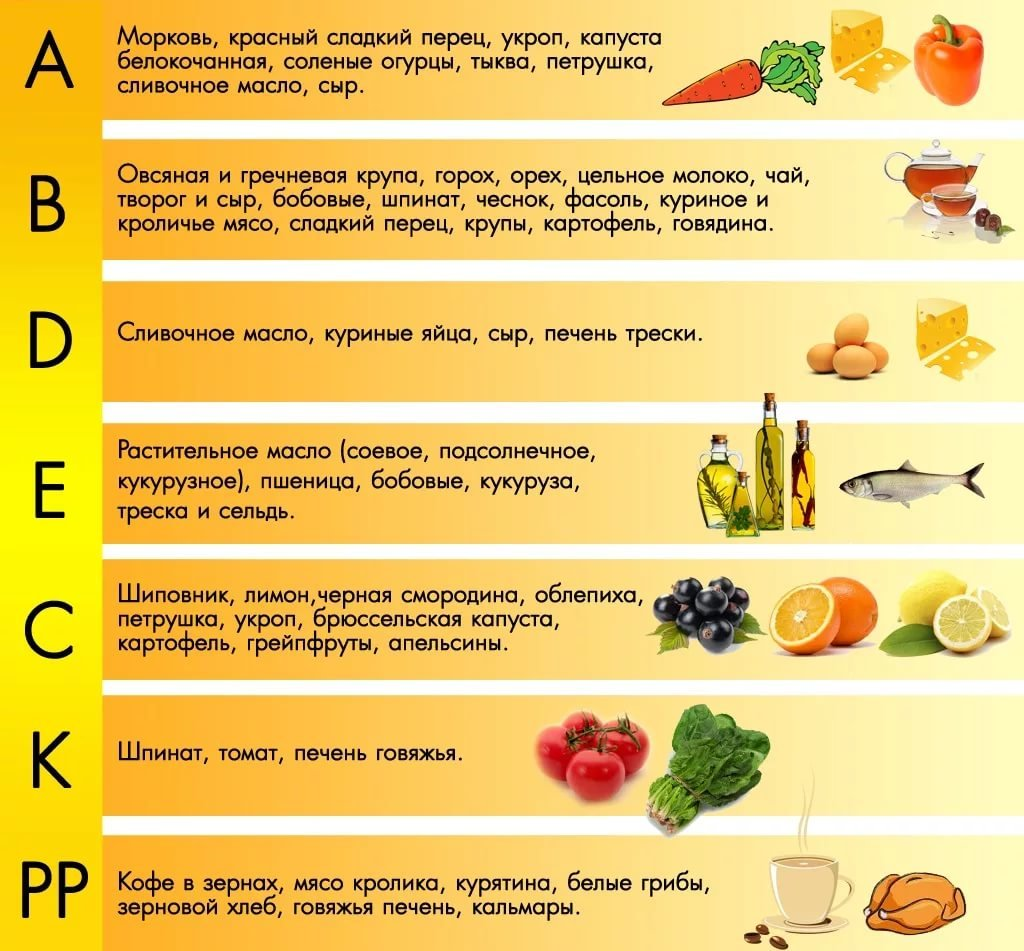 A
Морковь, красный сладкий перец, укроп, капуста
белокочанная, соленые огурцы, тыква, петрушка,
сливочное масло, сыр.
B
Овсяная и гречневая крупа, горох, орех, цельное молоко, чай,
творог и сыр, бобовые, шпинат, чеснок, фасоль, куриное и
кроличье мясо, сладкий перец, крупы, картофель, говядина.
D
Сливочное масло, куриные яйца, сыр, печень трески.
E
Растительное масло (соевое, подсолнечное,
кукурузное), пшеница, бобовые, кукуруза,
треска и сельдь.
C
Шиповник, лимон,черная смородина, облепиха,
петрушка, укроп, брюссельская капуста,
картофель, грейпфруты, апельсины.
K
Шпинат, томат, печень говяжья.
PP
Кофе в зернах, мясо кролика, курятина, белые грибы,
зерновой хлеб, говяжья печень, кальмары.